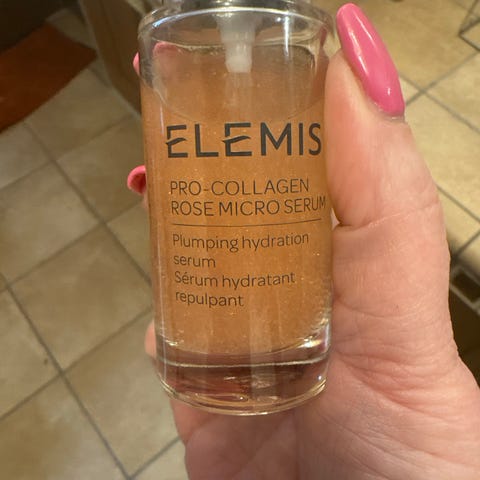 ELEMIS
PRO-COLLAGEN
ROSE MICRO SERUM
Plumping hydration
serum
Sérum hydratant
repulpant